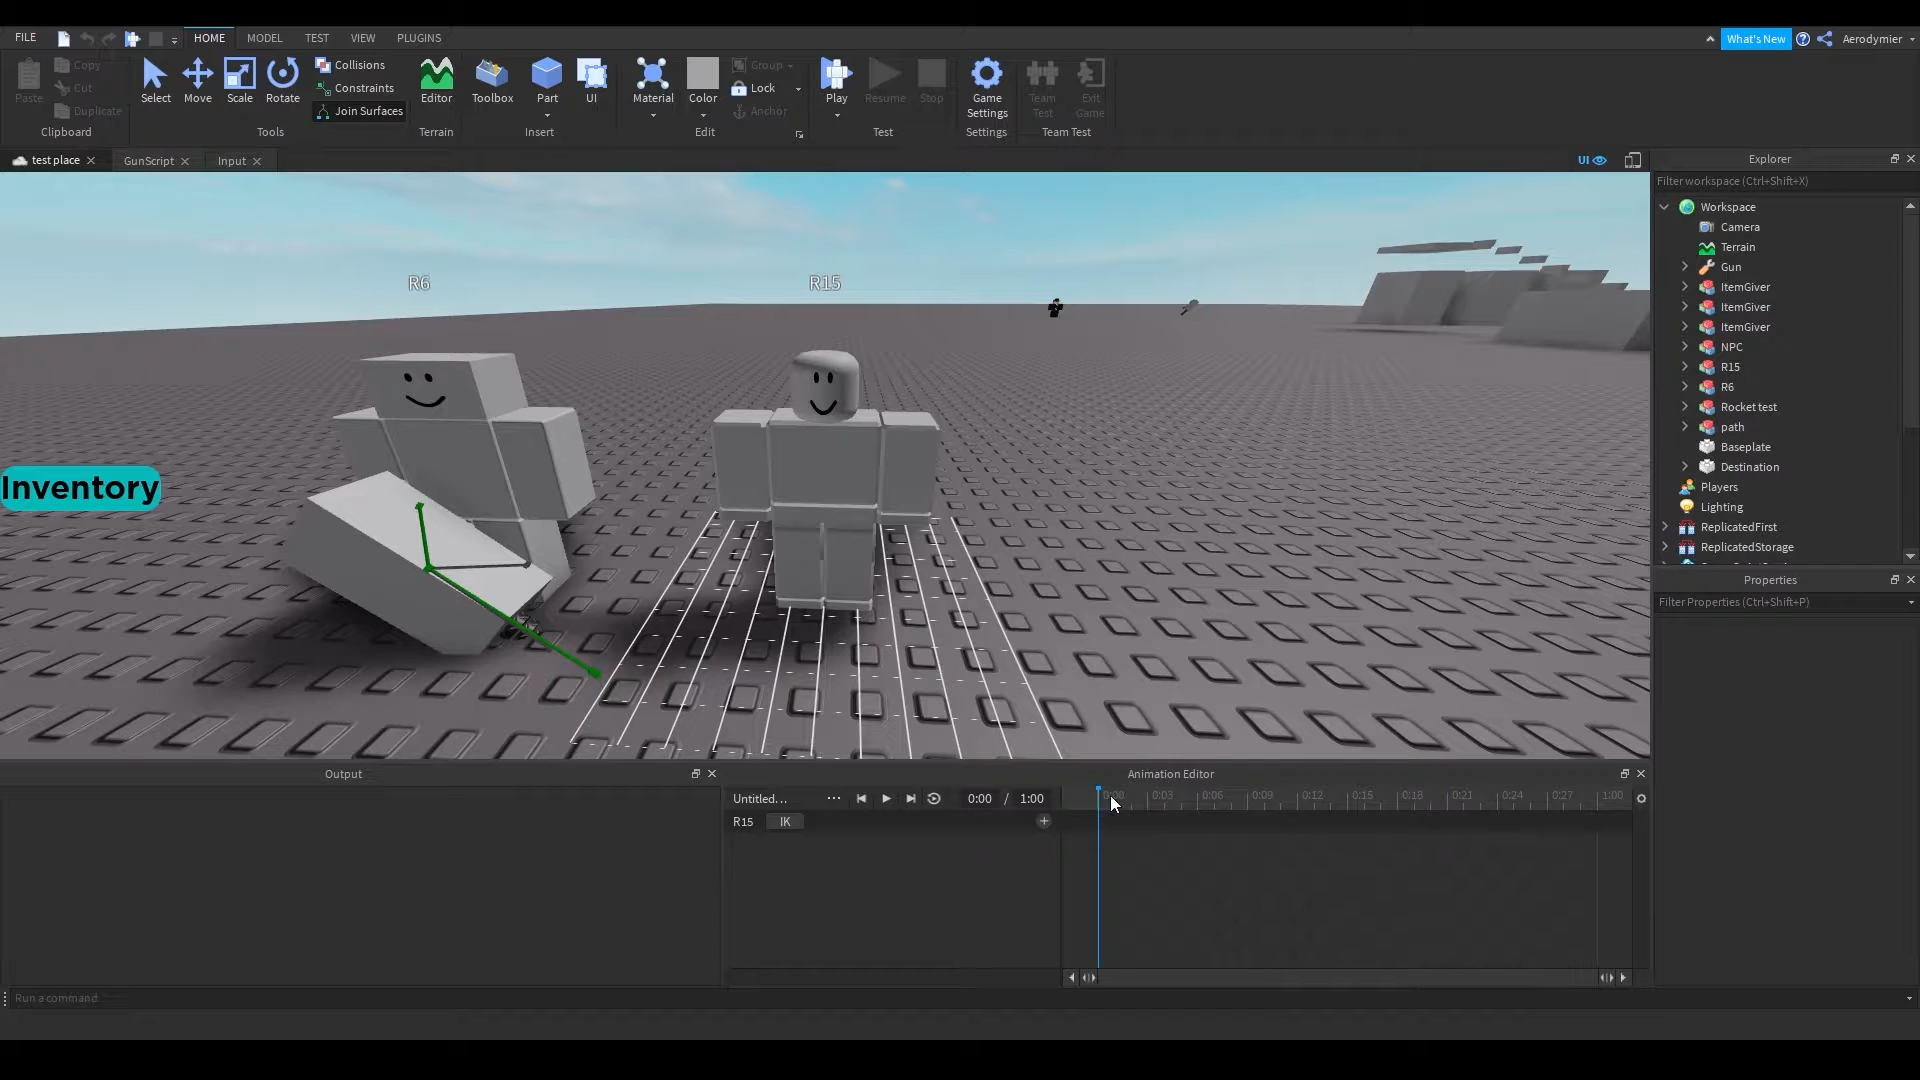 FILE HOME MODEL TEST VIEW PLUGINS What's New Aerodymier
Paste Copy Cut Duplicate Select Move Scale Rotate Collisions Constraints Join Surfaces Editor Toolbox Part UI Material Color Group Lock Anchor Play Resume Stop Game Settings Team Test Exit Game
Clipboard Tools Terrain Insert Edit Test Settings Team Test
test place GunScript Input UI
R6 R15
Inventory
Explorer
Filter workspace (Ctrl+Shift+X)
Workspace
Camera
Terrain
Gun
ItemGiver
ItemGiver
ItemGiver
NPC
R15
R6
Rocket test
path
Baseplate
Destination
Players
Lighting
ReplicatedFirst
ReplicatedStorage
Properties
Filter Properties (Ctrl+Shift+P)
Output
Animation Editor
Untitled... 0:00 / 1:00 0:00 0:03 0:06 0:09 0:12 0:15 0:18 0:21 0:24 0:27 1:00
R15 IK
Run a command